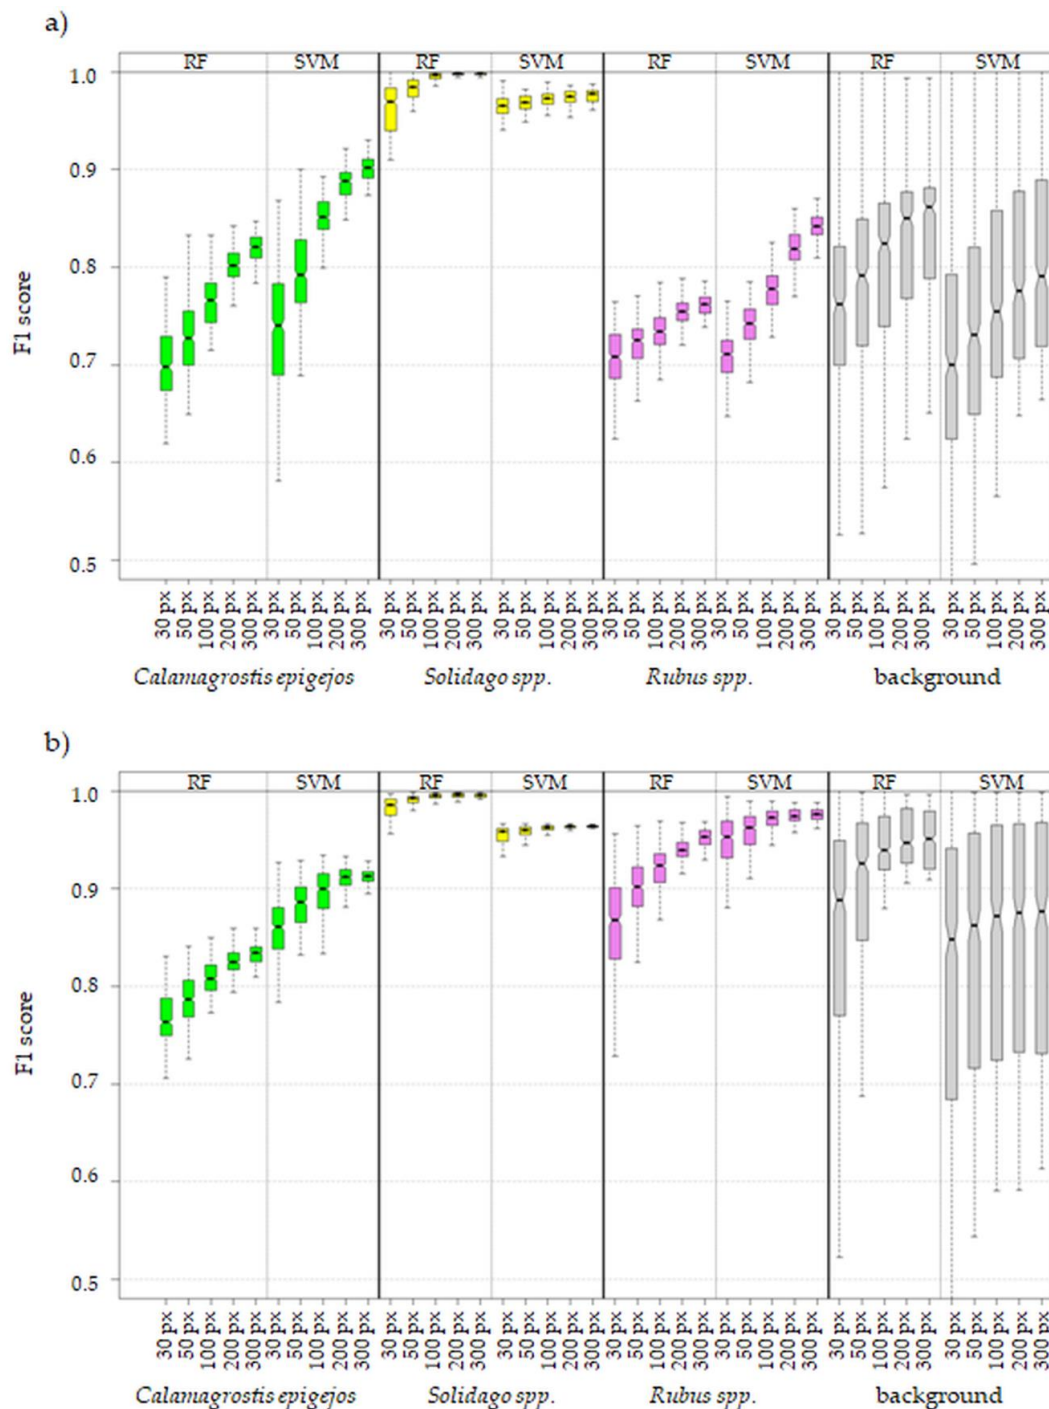 a)
RF SVM RF SVM RF SVM RF SVM
1.0
0.9
0.8
0.7
0.6
0.5
F1 score
30 px 50 px 100 px 200 px 300 px 30 px 50 px 100 px 200 px 300 px 30 px 50 px 100 px 200 px 300 px 30 px 50 px 100 px 200 px 300 px 30 px 50 px 100 px 200 px 300 px 30 px 50 px 100 px 200 px 300 px 30 px 50 px 100 px 200 px 300 px 30 px 50 px 100 px 200 px 300 px
Calamagrostis epigejos Solidago spp. Rubus spp. background
b)
RF SVM RF SVM RF SVM RF SVM
1.0
0.9
0.8
0.7
0.6
0.5
F1 score
30 px 50 px 100 px 200 px 300 px 30 px 50 px 100 px 200 px 300 px 30 px 50 px 100 px 200 px 300 px 30 px 50 px 100 px 200 px 300 px 30 px 50 px 100 px 200 px 300 px 30 px 50 px 100 px 200 px 300 px 30 px 50 px 100 px 200 px 300 px 30 px 50 px 100 px 200 px 300 px
Calamagrostis epigejos Solidago spp. Rubus spp. background